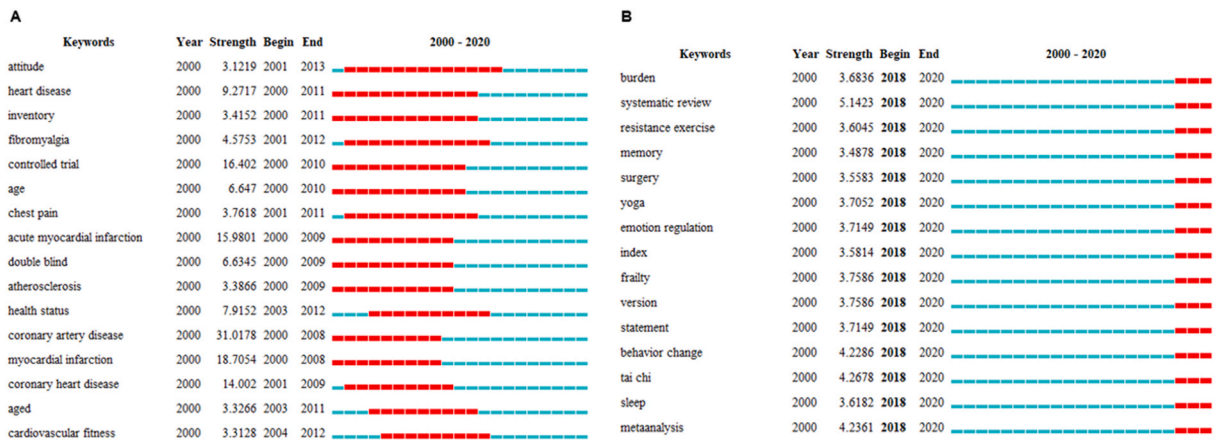 A
Keywords Year Strength Begin End 2000 - 2020
attitude 2000 3.1219 2001 2013
heart disease 2000 9.2717 2000 2011
inventory 2000 3.4152 2000 2011
fibromyalgia 2000 4.5753 2001 2012
controlled trial 2000 16.402 2000 2010
age 2000 6.647 2000 2010
chest pain 2000 3.7618 2001 2011
acute myocardial infarction 2000 15.9801 2000 2009
double blind 2000 6.6345 2000 2009
atherosclerosis 2000 3.3866 2000 2009
health status 2000 7.9152 2003 2012
coronary artery disease 2000 31.0178 2000 2008
myocardial infarction 2000 18.7054 2000 2008
coronary heart disease 2000 14.002 2001 2009
aged 2000 3.3266 2003 2011
cardiovascular fitness 2000 3.3128 2004 2012
B
Keywords Year Strength Begin End 2000 - 2020
burden 2000 3.6836 2018 2020
systematic review 2000 5.1423 2018 2020
resistance exercise 2000 3.6045 2018 2020
memory 2000 3.4878 2018 2020
surgery 2000 3.5583 2018 2020
yoga 2000 3.7052 2018 2020
emotion regulation 2000 3.7149 2018 2020
index 2000 3.5814 2018 2020
frailty 2000 3.7586 2018 2020
version 2000 3.7586 2018 2020
statement 2000 3.7149 2018 2020
behavior change 2000 4.2286 2018 2020
tai chi 2000 4.2678 2018 2020
sleep 2000 3.6182 2018 2020
metaanalysis 2000 4.2361 2018 2020